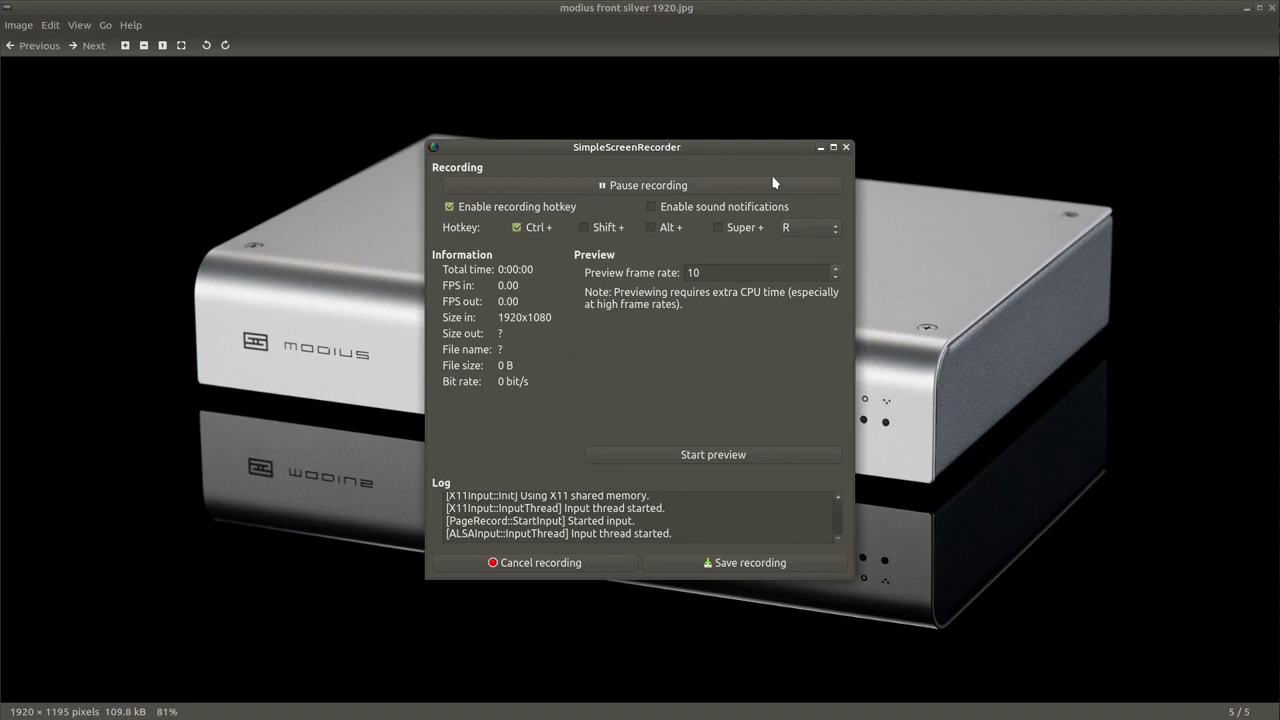 modius front silver 1920.jpg
Image Edit View Go Help
Previous Next
SimpleScreenRecorder
Recording
Pause recording
Enable recording hotkey Enable sound notifications
Hotkey: Ctrl + Shift + Alt + Super + R
Information
Total time: 0:00:00
FPS in: 0.00
FPS out: 0.00
Size in: 1920x1080
Size out: ?
File name: ?
File size: 0 B
Bit rate: 0 bit/s
Preview
Preview frame rate: 10
Note: Previewing requires extra CPU time (especially
at high frame rates).
Start preview
Log
[X11Input::Init] Using X11 shared memory.
[X11Input::InputThread] Input thread started.
[PageRecord::StartInput] Started input.
[ALSAInput::InputThread] Input thread started.
Cancel recording Save recording
MODIUS
1920 × 1195 pixels 109.8 kB 81% 5 / 5